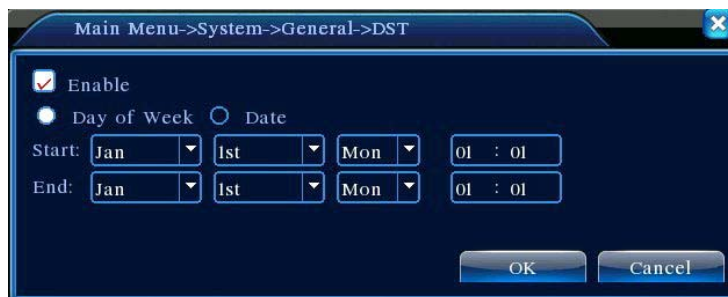 Main Menu->System->General->DST
Enable
Day of Week Date
Start: Jan 1st Mon 01 : 01
End: Jan 1st Mon 01 : 01
OK Cancel